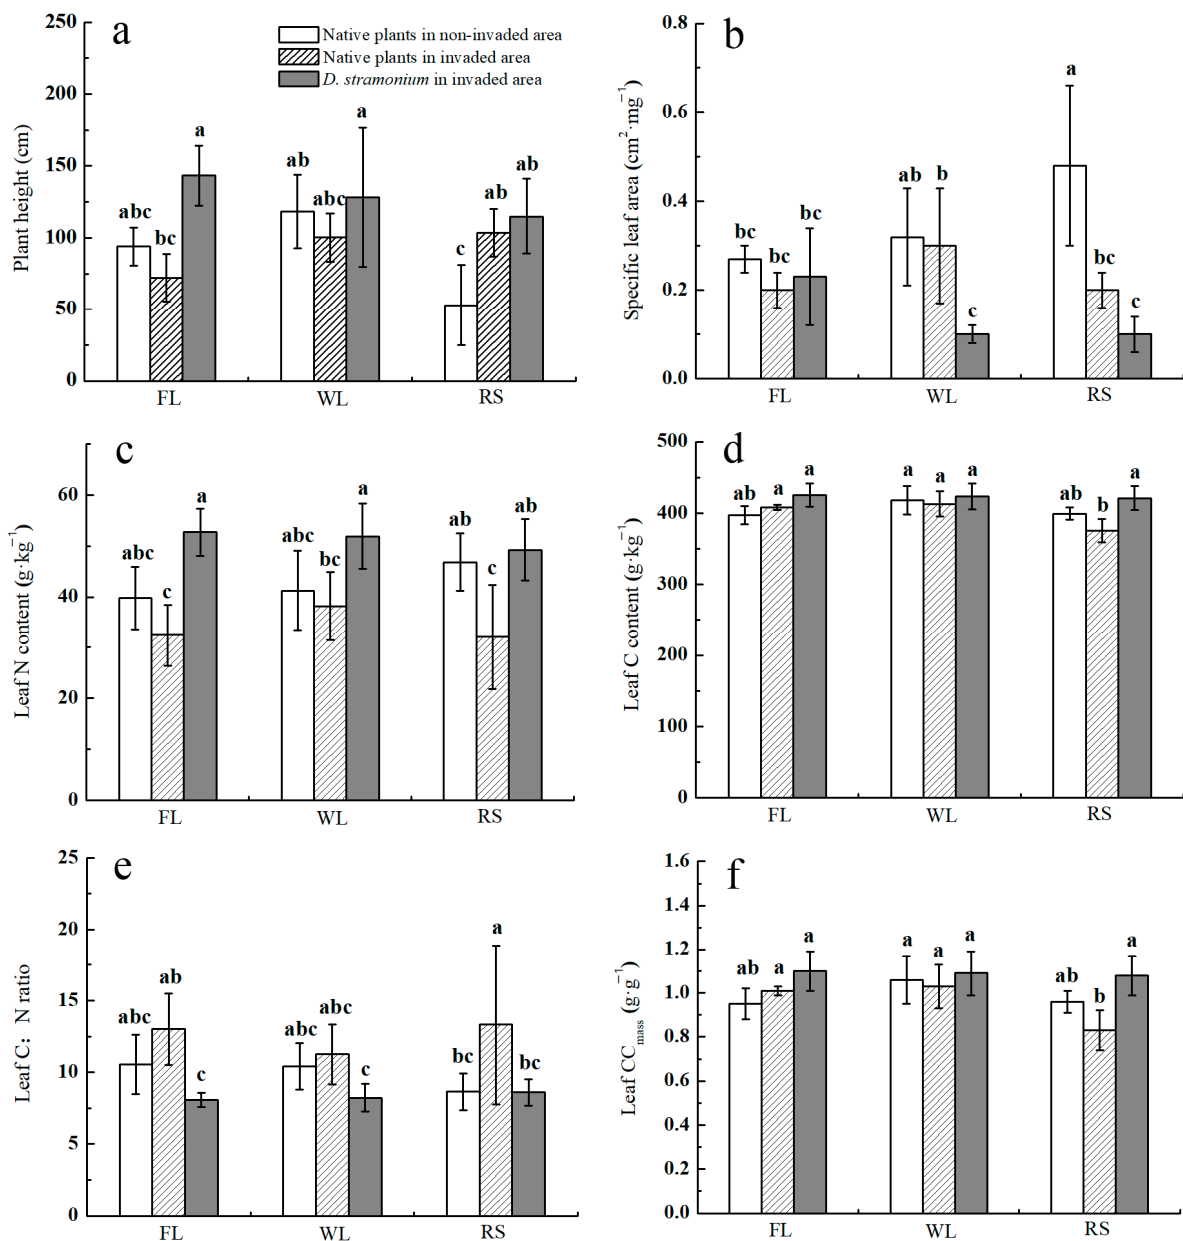 a
250
200
150
100
50
0
Plant height (cm)
Native plants in non-invaded area
Native plants in invaded area
D. stramonium in invaded area
abc
bc
a
ab
abc
a
c
ab
ab
FL
WL
RS
b
0.8
0.6
0.4
0.2
0.0
Specific leaf area (cm²·mg⁻¹)
bc
bc
bc
ab
b
c
a
bc
c
FL
WL
RS
c
60
40
20
0
Leaf N content (g·kg⁻¹)
abc
c
a
abc
bc
a
ab
c
ab
FL
WL
RS
d
500
400
300
200
100
0
Leaf C content (g·kg⁻¹)
ab
a
a
a
a
a
ab
b
a
FL
WL
RS
e
25
20
15
10
5
0
Leaf C: N ratio
abc
ab
c
abc
abc
c
bc
a
bc
FL
WL
RS
f
1.6
1.4
1.2
1.0
0.8
0.6
0.4
0.2
0.0
Leaf CCmass (g·g⁻¹)
ab
a
a
a
a
a
ab
b
a
FL
WL
RS